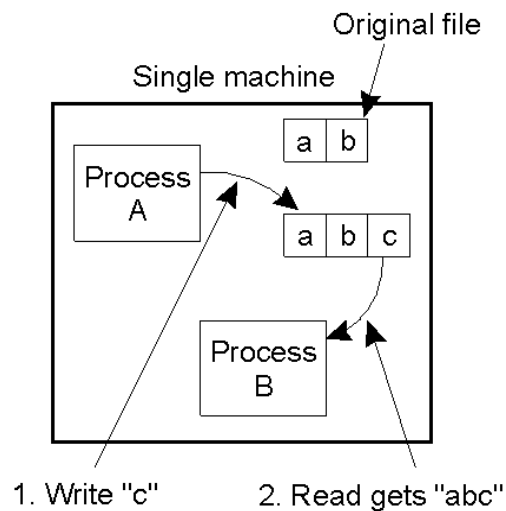 Original file
Single machine
a b
Process
A
a b c
Process
B
1. Write "c"
2. Read gets "abc"